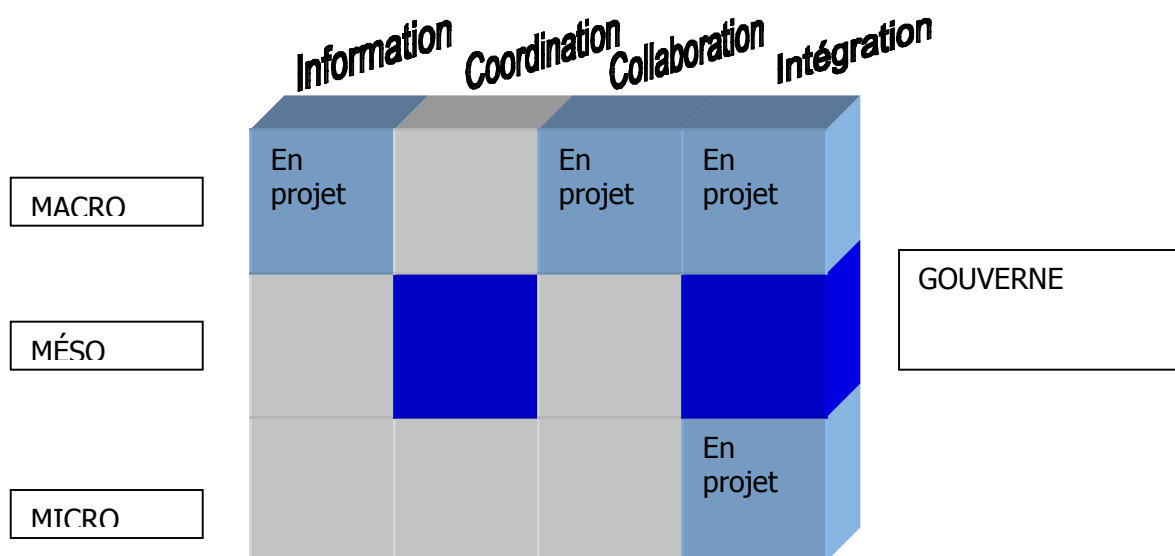 Information Coordination Collaboration Intégration
En En En
projet projet projet
MACRO
GOUVERNE
MÉSO
En
projet
MICRO